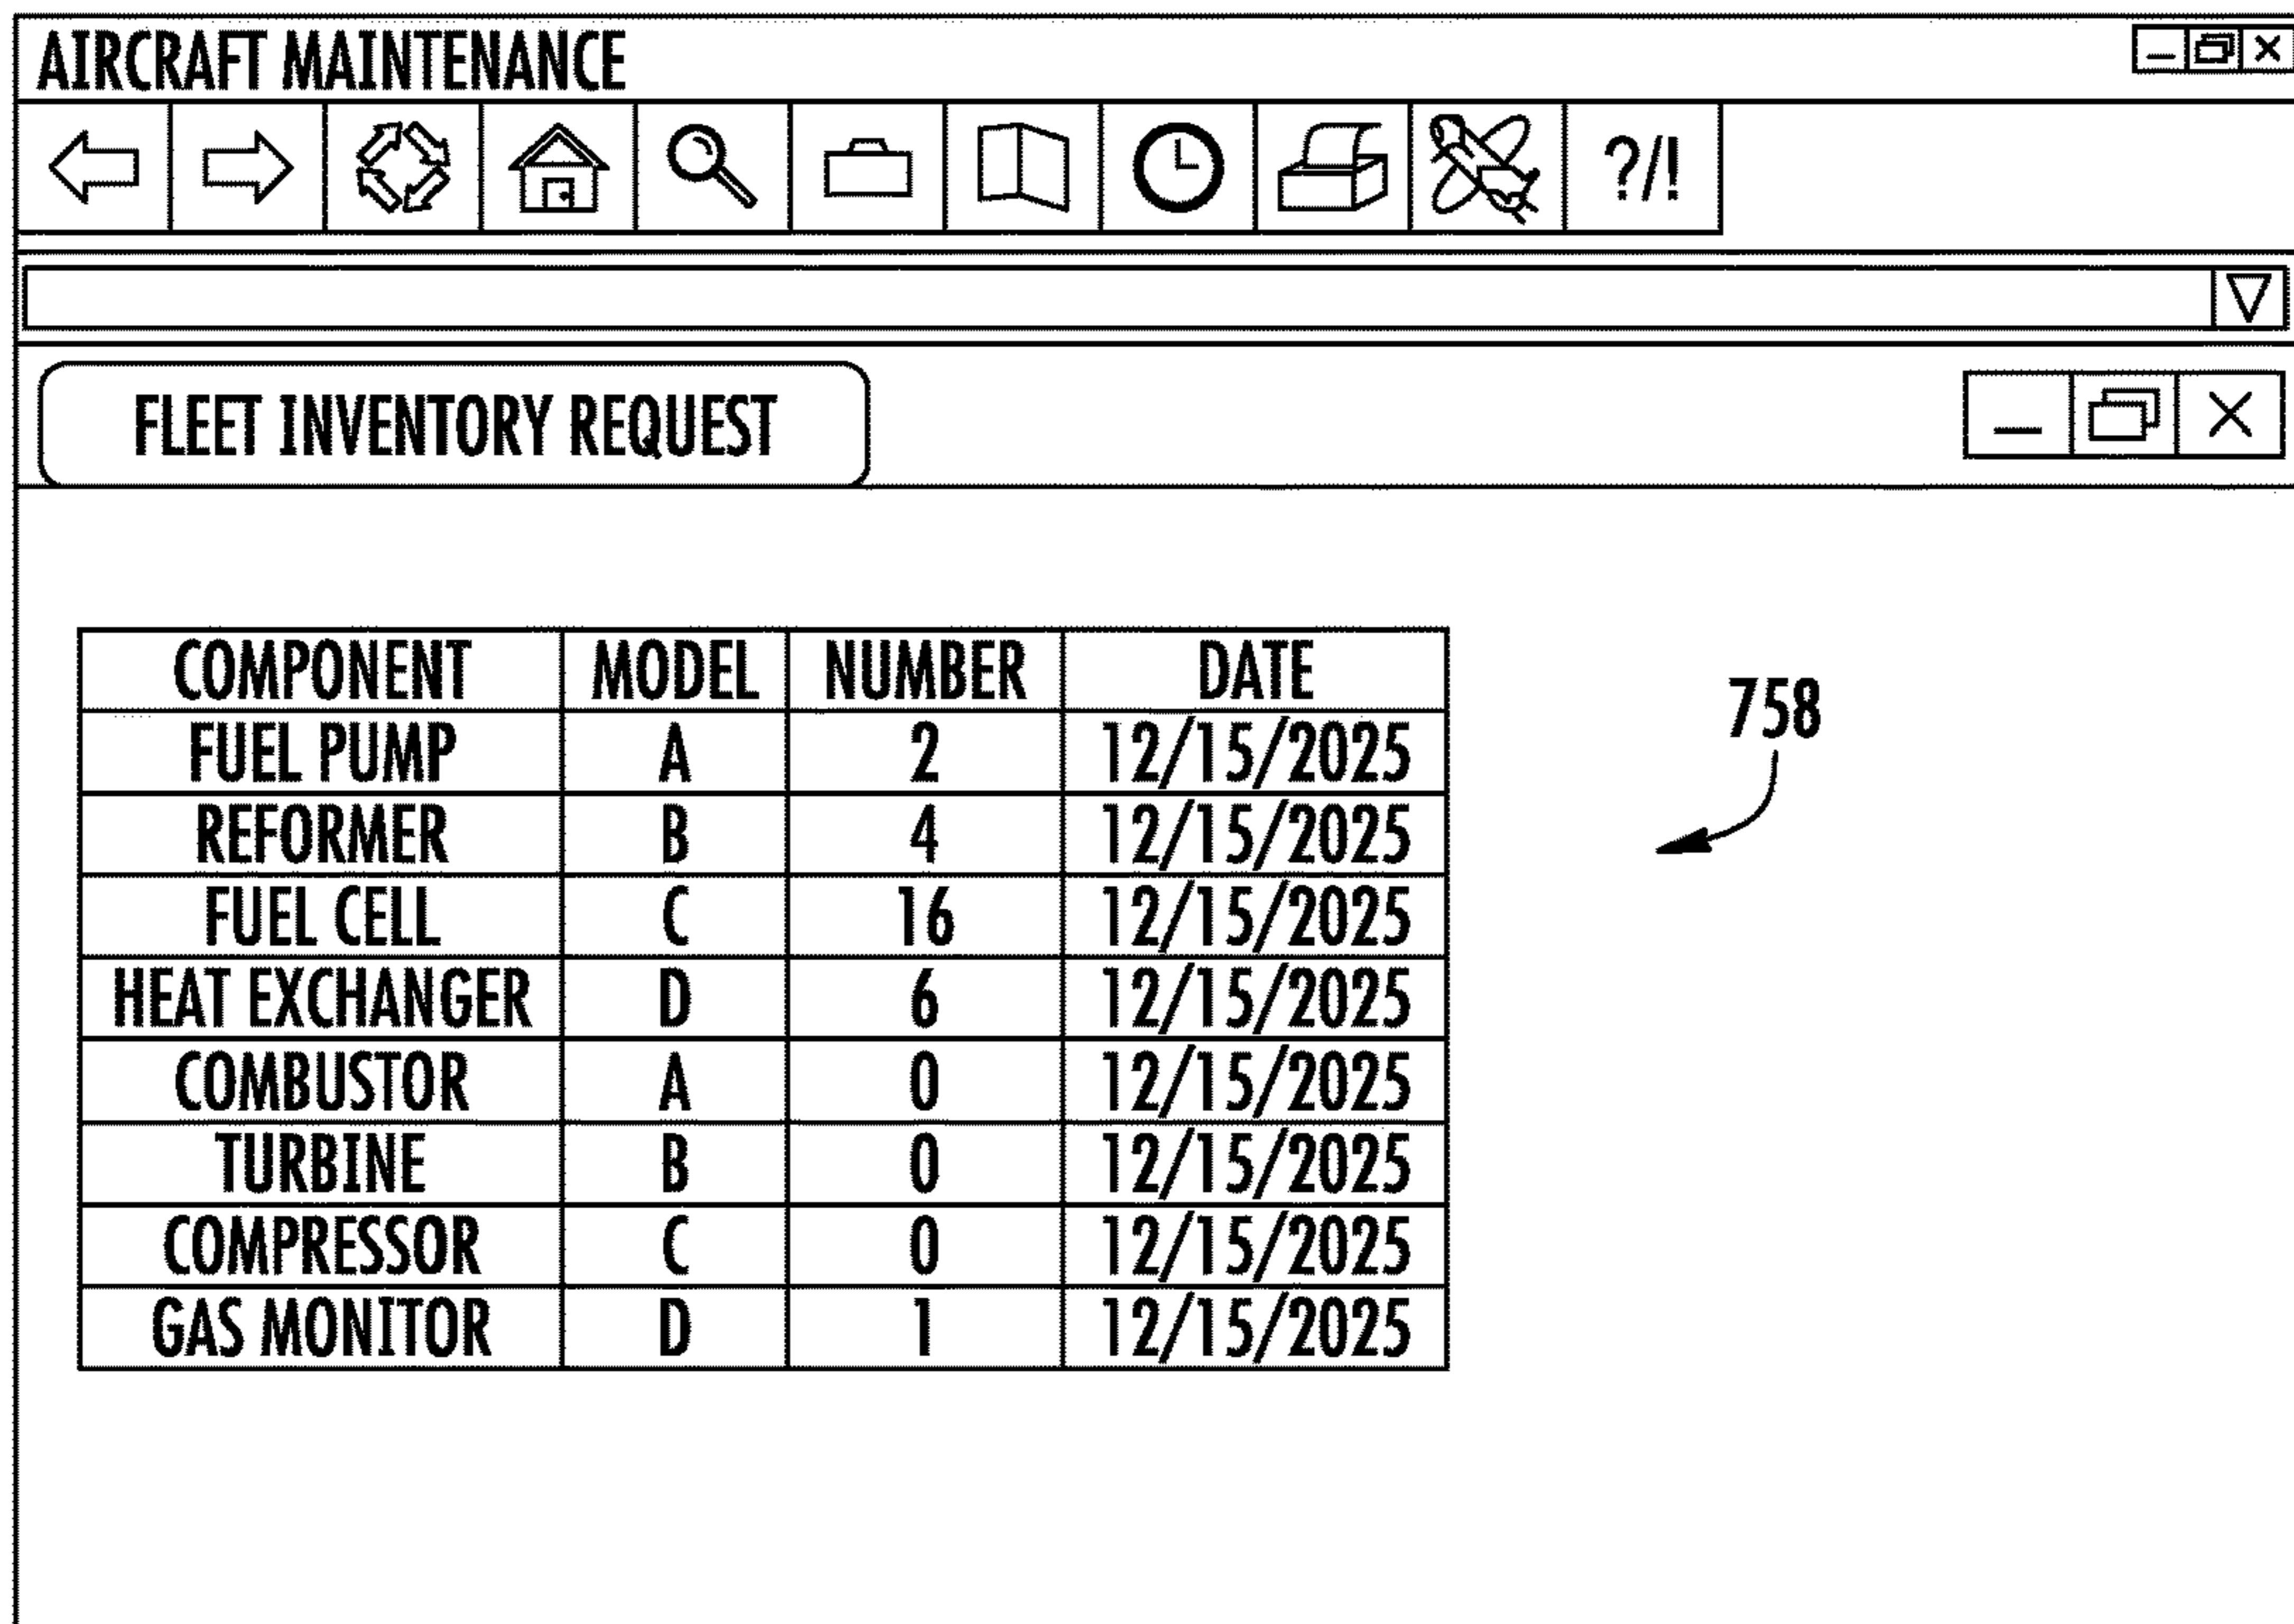 AIRCRAFT MAINTENANCE
?/!
FLEET INVENTORY REQUEST
COMPONENT MODEL NUMBER DATE
FUEL PUMP A 2 12/15/2025
REFORMER B 4 12/15/2025
FUEL CELL C 16 12/15/2025
HEAT EXCHANGER D 6 12/15/2025
COMBUSTOR A 0 12/15/2025
TURBINE B 0 12/15/2025
COMPRESSOR C 0 12/15/2025
GAS MONITOR D 1 12/15/2025
758